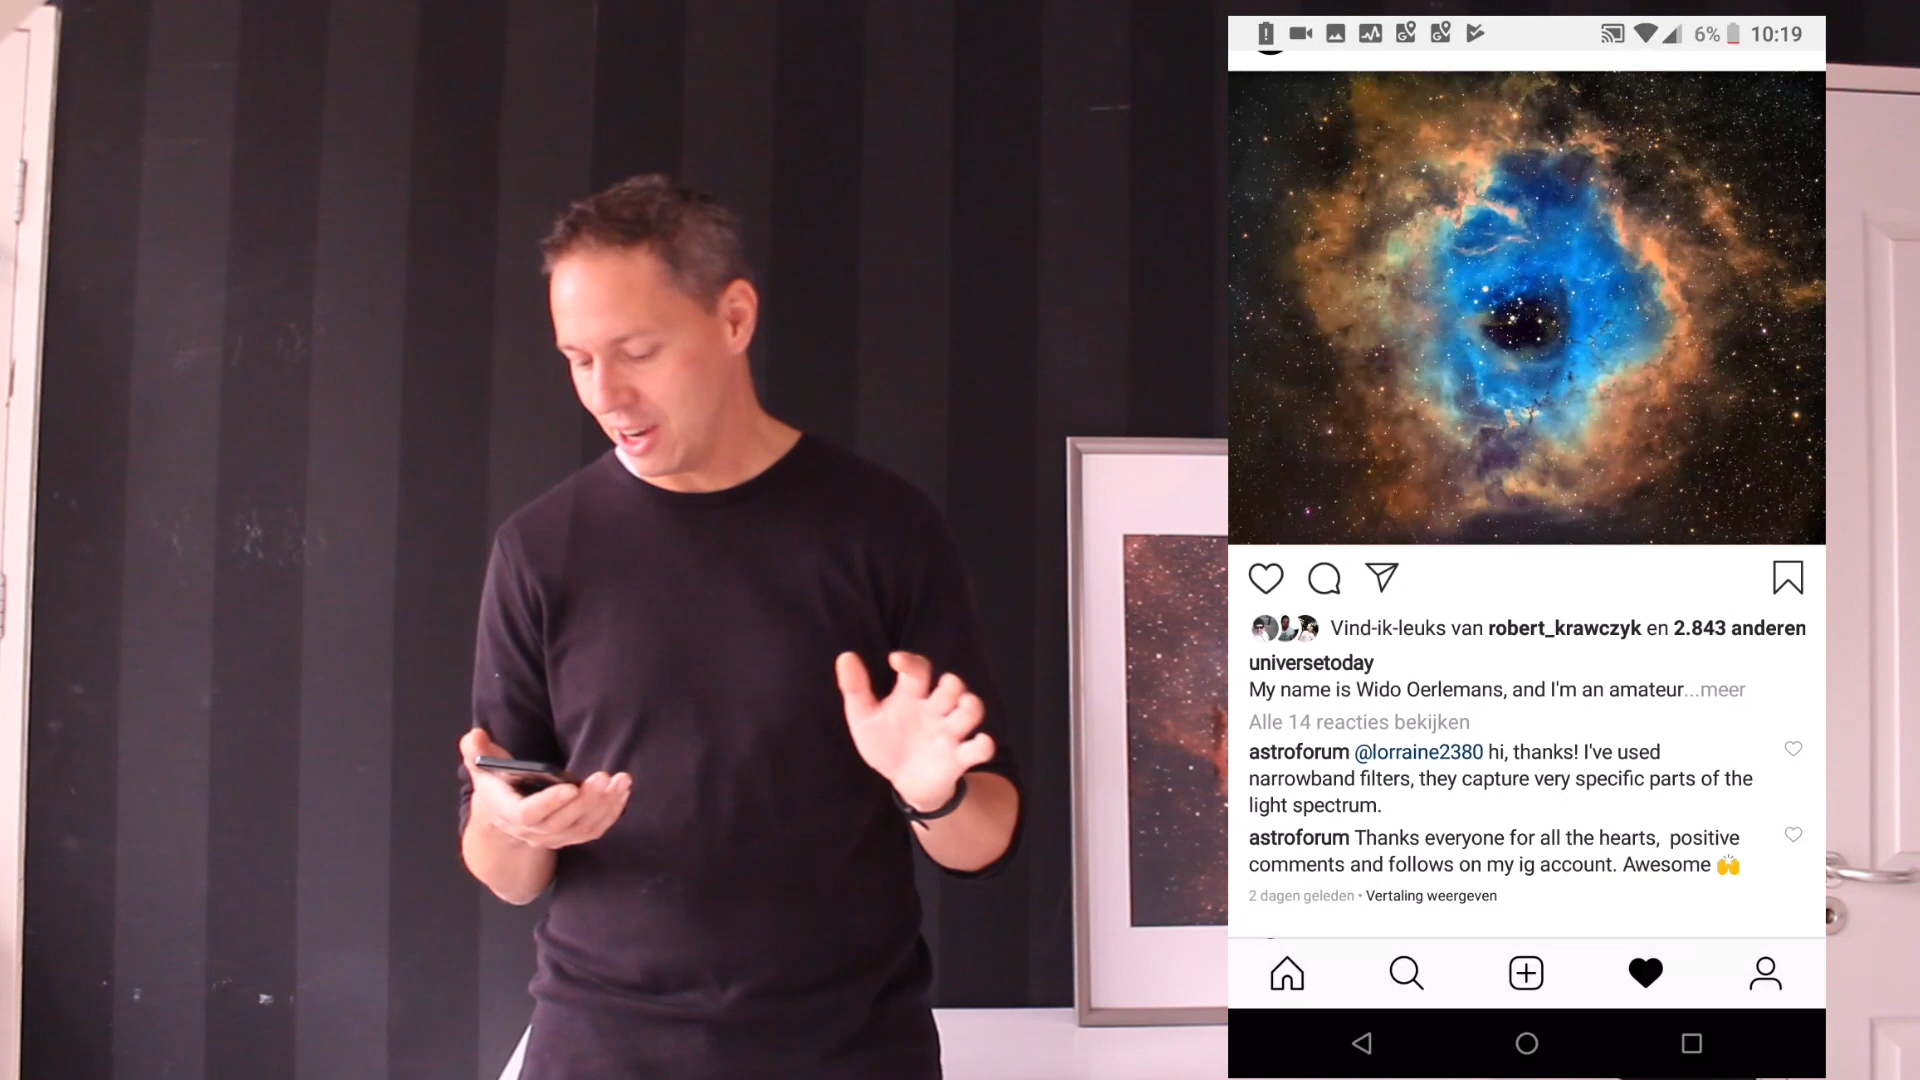 6% 10:19
Vind-ik-leuks van robert_krawczyk en 2.843 anderen
universetoday
My name is Wido Oerlemans, and I'm an amateur...meer
Alle 14 reacties bekijken
astroforum @lorraine2380 hi, thanks! I've used
narrowband filters, they capture very specific parts of the
light spectrum.
astroforum Thanks everyone for all the hearts, positive
comments and follows on my ig account. Awesome 🙌
2 dagen geleden • Vertaling weergeven